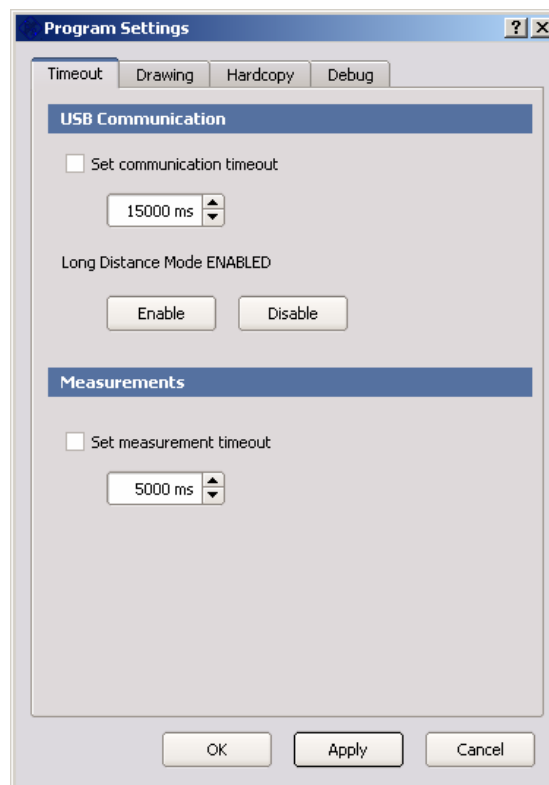 Program Settings
Timeout Drawing Hardcopy Debug
USB Communication
Set communication timeout
15000 ms
Long Distance Mode ENABLED
Enable Disable
Measurements
Set measurement timeout
5000 ms
OK Apply Cancel